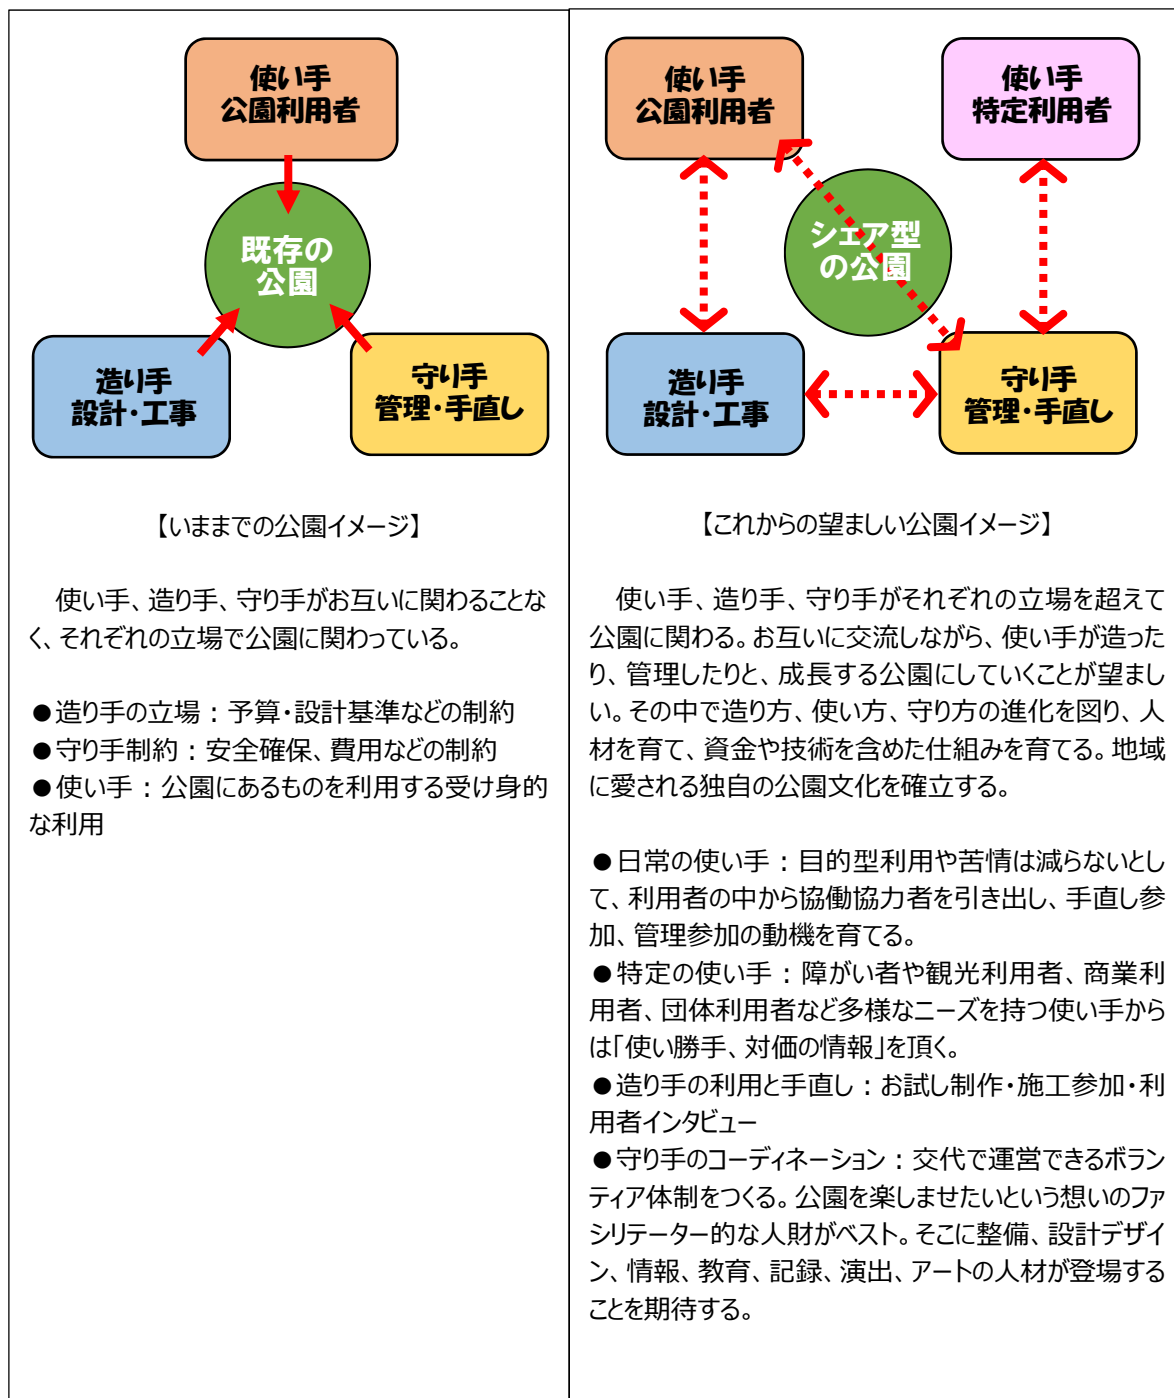 使い手
公園利用者
既存の
公園
造り手
設計・工事
守り手
管理・手直し
【いままでの公園イメージ】
使い手、造り手、守り手がお互いに関わることな
く、それぞれの立場で公園に関わっている。
●造り手の立場：予算・設計基準などの制約
●守り手制約：安全確保、費用などの制約
●使い手：公園にあるものを利用する受け身的
な利用
使い手
公園利用者
使い手
特定利用者
シェア型
の公園
造り手
設計・工事
守り手
管理・手直し
【これからの望ましい公園イメージ】
使い手、造り手、守り手がそれぞれの立場を超えて
公園に関わる。お互いに交流しながら、使い手が造った
り、管理したりと、成長する公園にしていくことが望まし
い。その中で造り方、使い方、守り方の進化を図り、人
材を育て、資金や技術を含めた仕組みを育てる。地域
に愛される独自の公園文化を確立する。
●日常の使い手：目的型利用や苦情は減らないとし
て、利用者の中から協働協力者を引き出し、手直し参
加、管理参加の動機を育てる。
●特定の使い手：障がい者や観光利用者、商業利
用者、団体利用者など多様なニーズを持つ使い手から
は「使い勝手、対価の情報」を頂く。
●造り手の利用と手直し：お試し制作・施工参加・利
用者インタビュー
●守り手のコーディネーション：交代で運営できるボラン
ティア体制をつくる。公園を楽しませたいという想いのファ
シリテーター的な人財がベスト。そこに整備、設計デザイ
ン、情報、教育、記録、演出、アートの人材が登場する
ことを期待する。